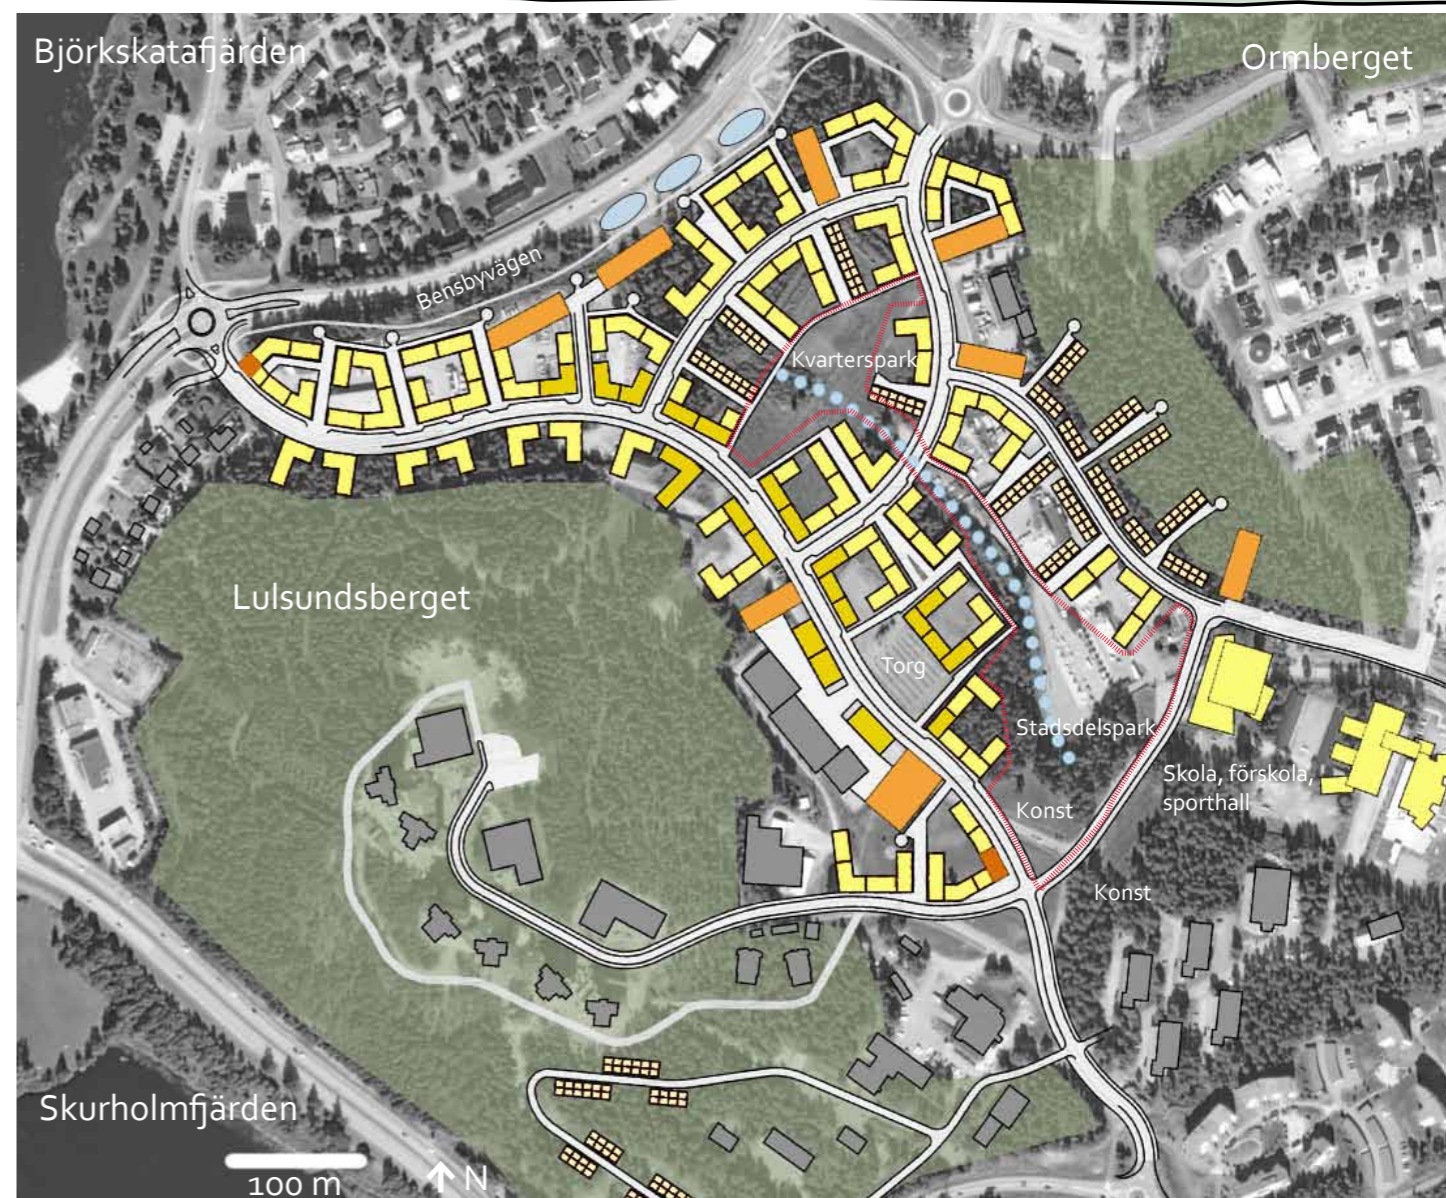 Björkskatafjärden
Ormberget
Bensbyvägen
Kvarterspark
Lulsundsberget
Torg
Stadsdelspark
Skola, förskola,
sporthall
Konst
Konst
Skurholmfjärden
100 m
N